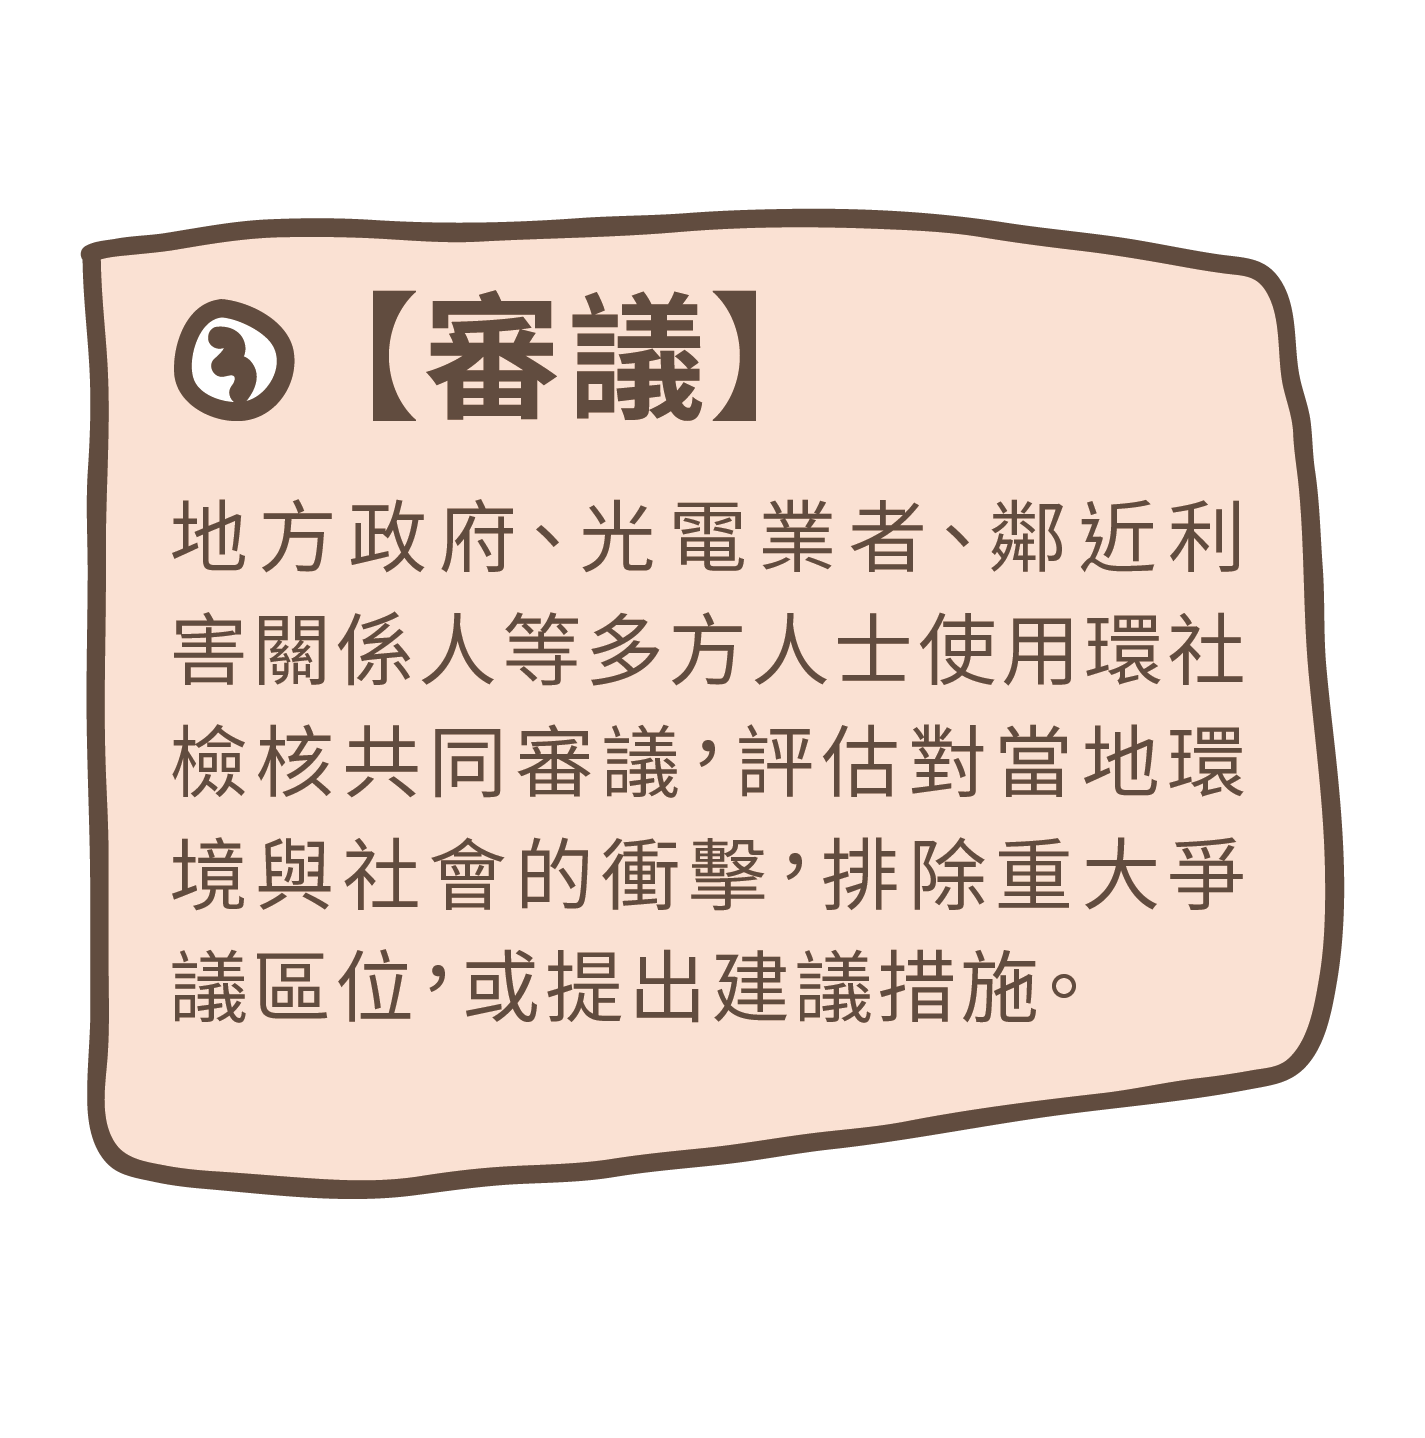 3【審議】
地方政府、光電業者、鄰近利
害關係人等多方人士使用環社
檢核共同審議，評估對當地環
境與社會的衝擊，排除重大爭
議區位，或提出建議措施。